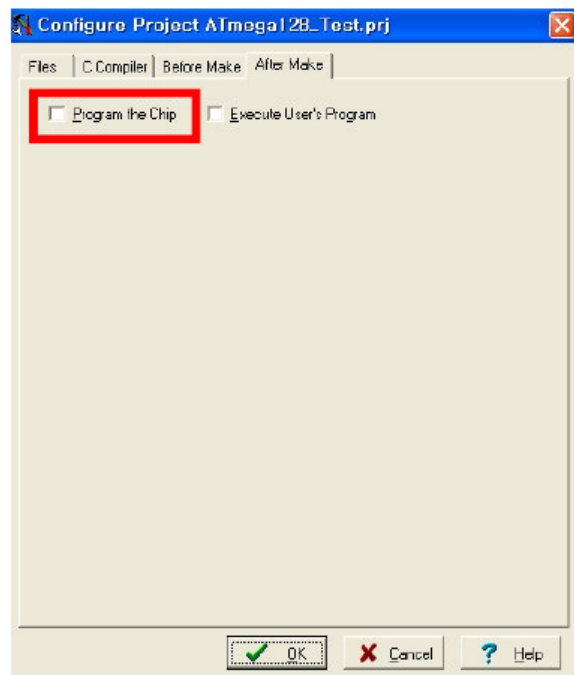 Configure Project ATmega128_Test.prj
Files C Compiler Before Make After Make
Program the Chip Execute User's Program
OK Cancel Help